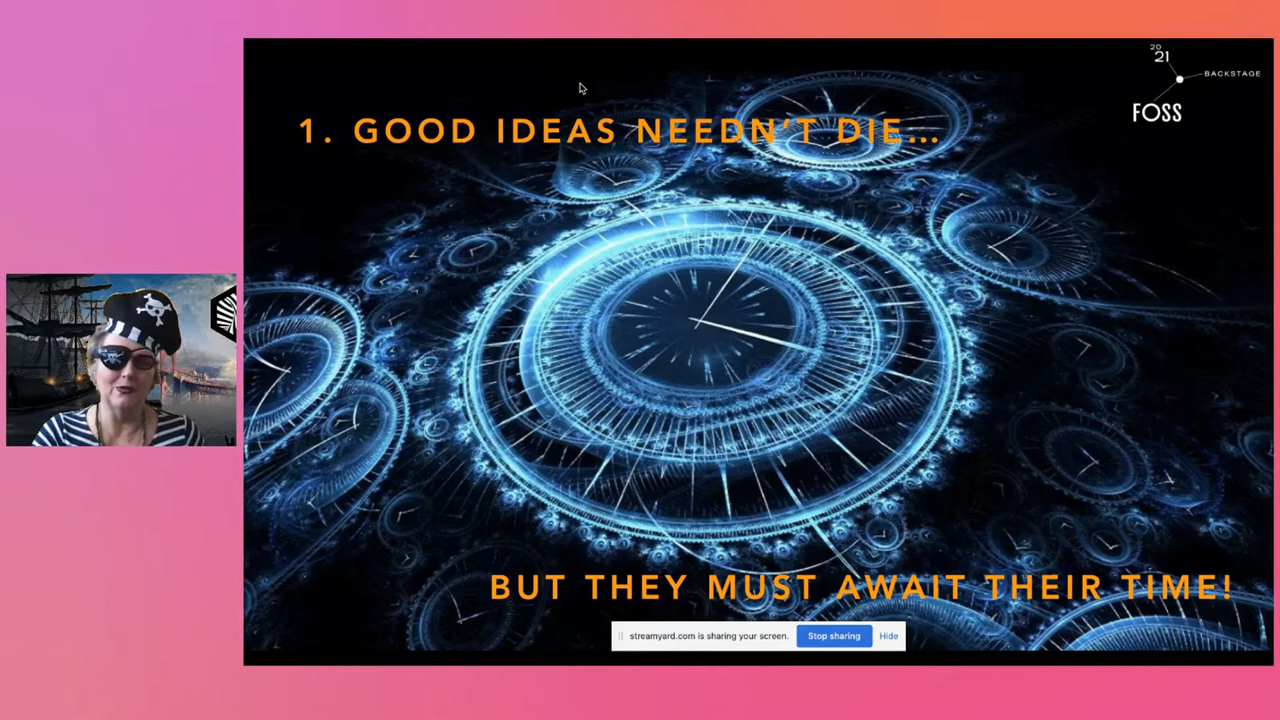 20
21
BACKSTAGE
FOSS
1. GOOD IDEAS NEEDN'T DIE…
BUT THEY MUST AWAIT THEIR TIME!
streamyard.com is sharing your screen. Stop sharing Hide